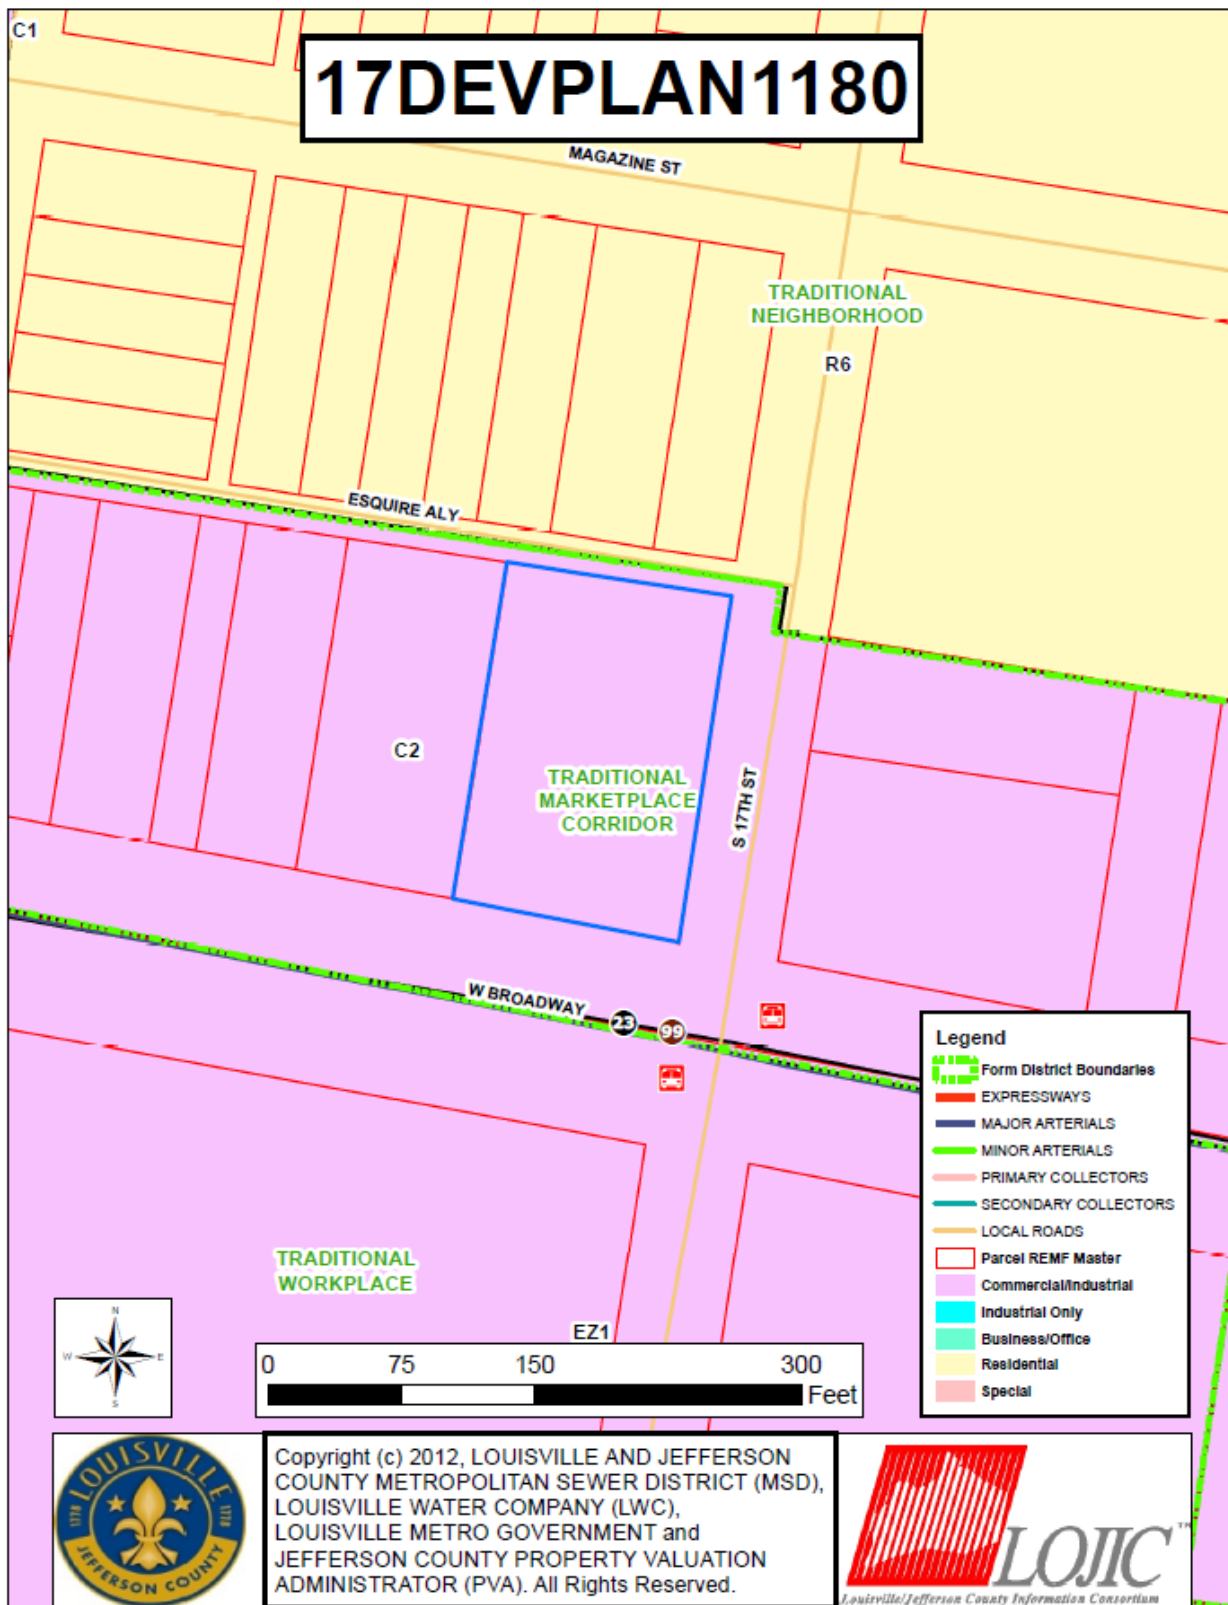 C1
17DEVPLAN1180
MAGAZINE ST
TRADITIONAL
NEIGHBORHOOD
R6
ESQUIRE ALY
C2
TRADITIONAL
MARKETPLACE
CORRIDOR
S 17TH ST
W BROADWAY
23
99
Legend
Form District Boundaries
EXPRESSWAYS
MAJOR ARTERIALS
MINOR ARTERIALS
PRIMARY COLLECTORS
SECONDARY COLLECTORS
LOCAL ROADS
Parcel REMF Master
Commercial/Industrial
Industrial Only
Business/Office
Residential
Special
TRADITIONAL
WORKPLACE
EZ1
N
W E
S
0 75 150 300
Feet
LOUISVILLE
1778 1778
JEFFERSON COUNTY
Copyright (c) 2012, LOUISVILLE AND JEFFERSON
COUNTY METROPOLITAN SEWER DISTRICT (MSD),
LOUISVILLE WATER COMPANY (LWC),
LOUISVILLE METRO GOVERNMENT and
JEFFERSON COUNTY PROPERTY VALUATION
ADMINISTRATOR (PVA). All Rights Reserved.
LOJIC™
Louisville/Jefferson County Information Consortium